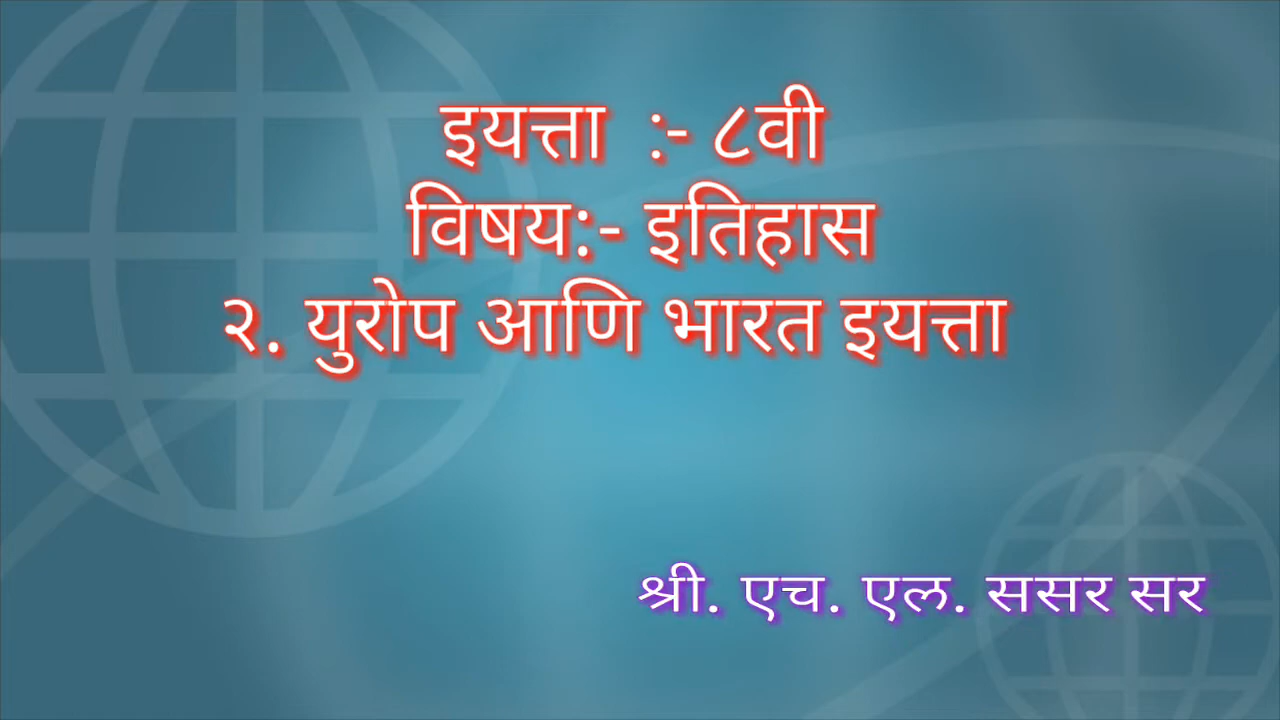 इयत्ता :- ८वी
विषय:- इतिहास
२. युरोप आणि भारत इयत्ता
श्री. एच. एल. ससर सर